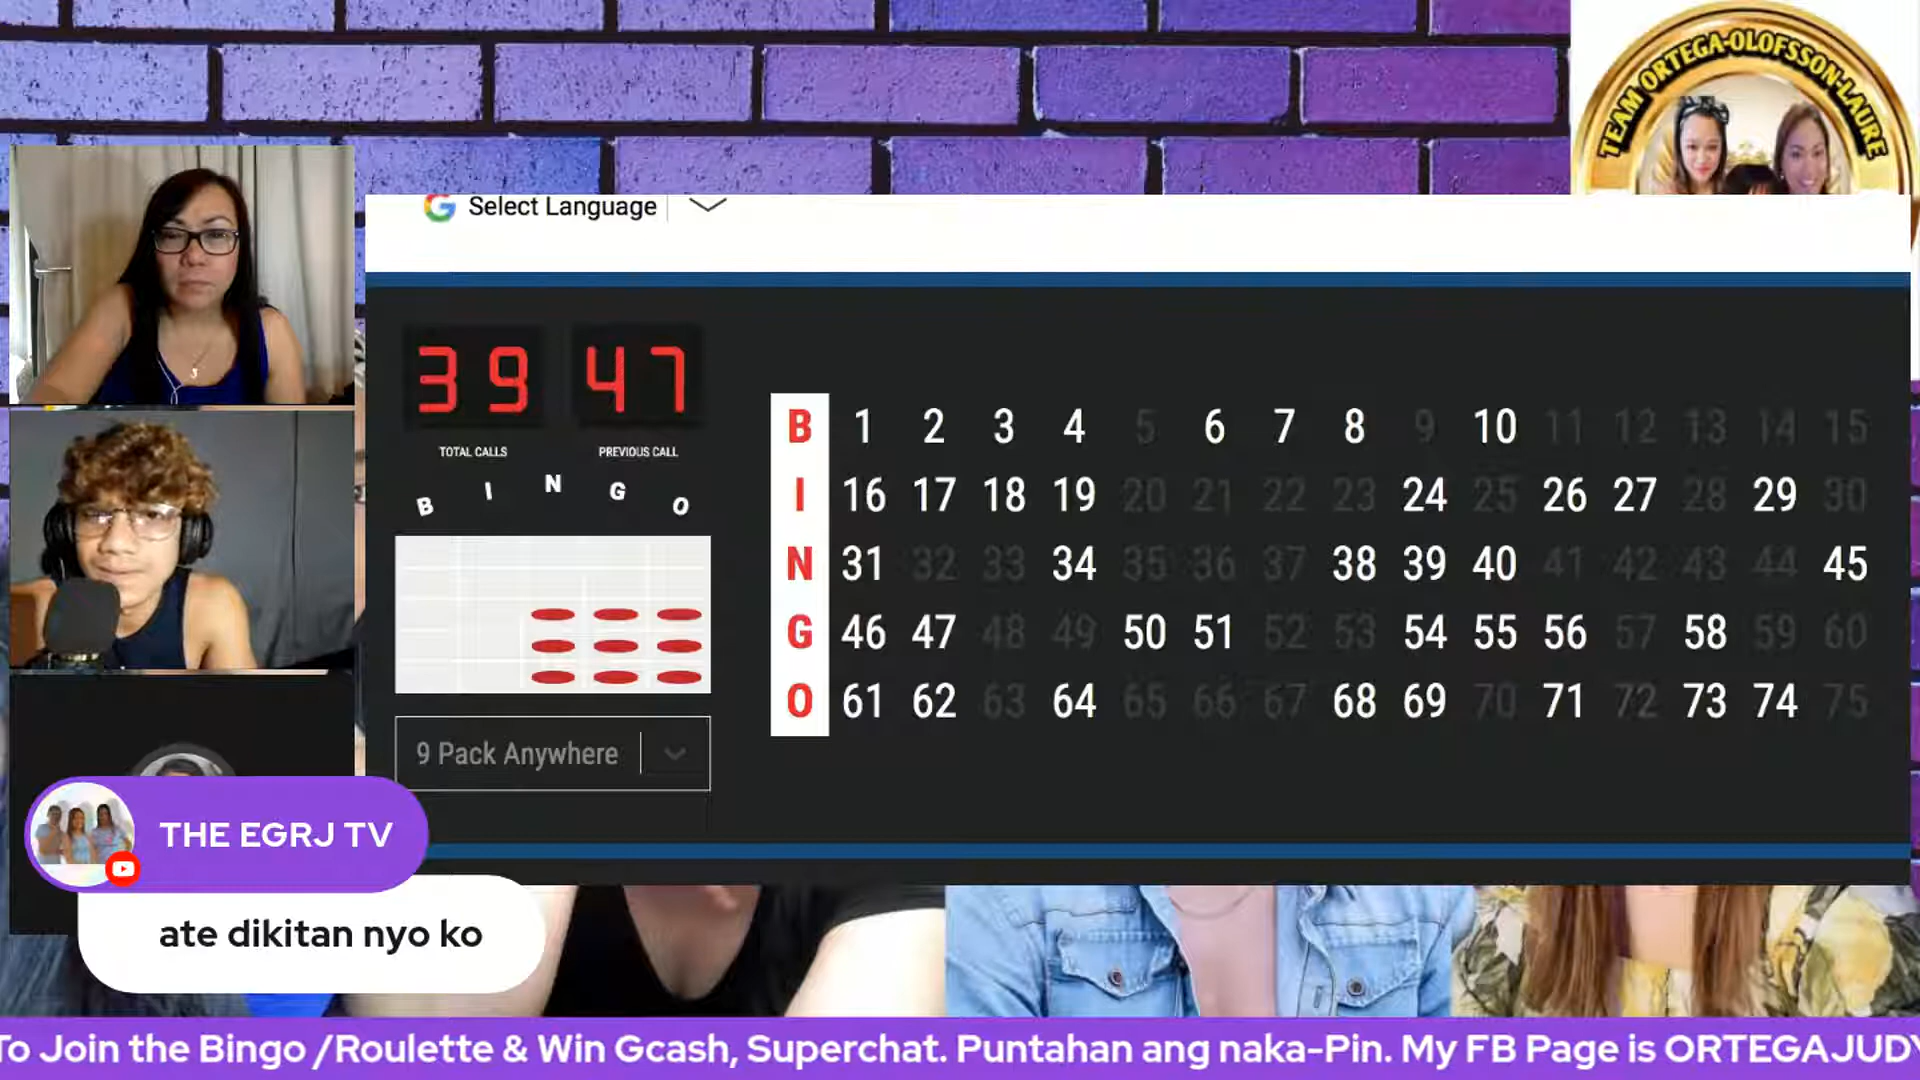 TEAM ORTEGA-OLOFSSON-LAURE
Select Language
39 47
TOTAL CALLS PREVIOUS CALL
B I N G O
9 Pack Anywhere
B 1 2 3 4 5 6 7 8 9 10 11 12 13 14 15
I 16 17 18 19 20 21 22 23 24 25 26 27 28 29 30
N 31 32 33 34 35 36 37 38 39 40 41 42 43 44 45
G 46 47 48 49 50 51 52 53 54 55 56 57 58 59 60
O 61 62 63 64 65 66 67 68 69 70 71 72 73 74 75
THE EGRJ TV
ate dikitan nyo ko
To Join the Bingo /Roulette & Win Gcash, Superchat. Puntahan ang naka-Pin. My FB Page is ORTEGAJUDY